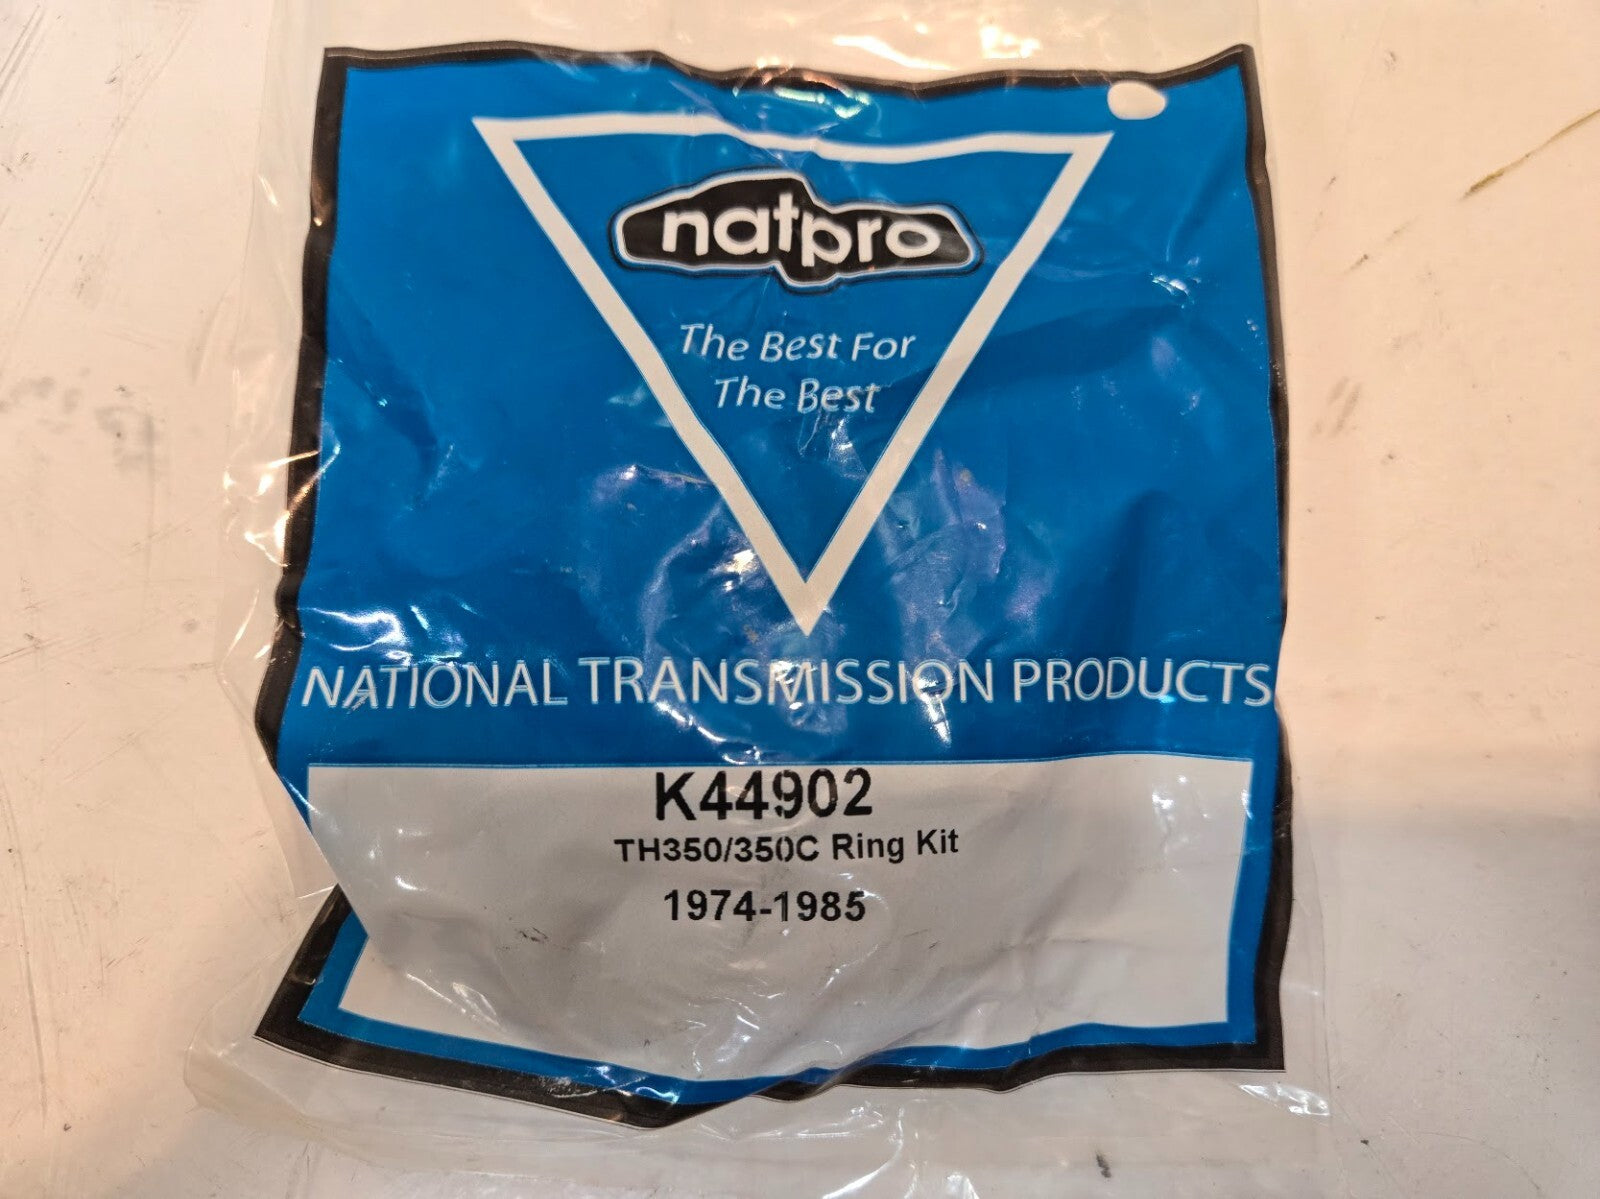 natpro
The Best For
The Best
NATIONAL TRANSMISSION PRODUCTS
K44902
TH350/350C Ring Kit
1974-1985